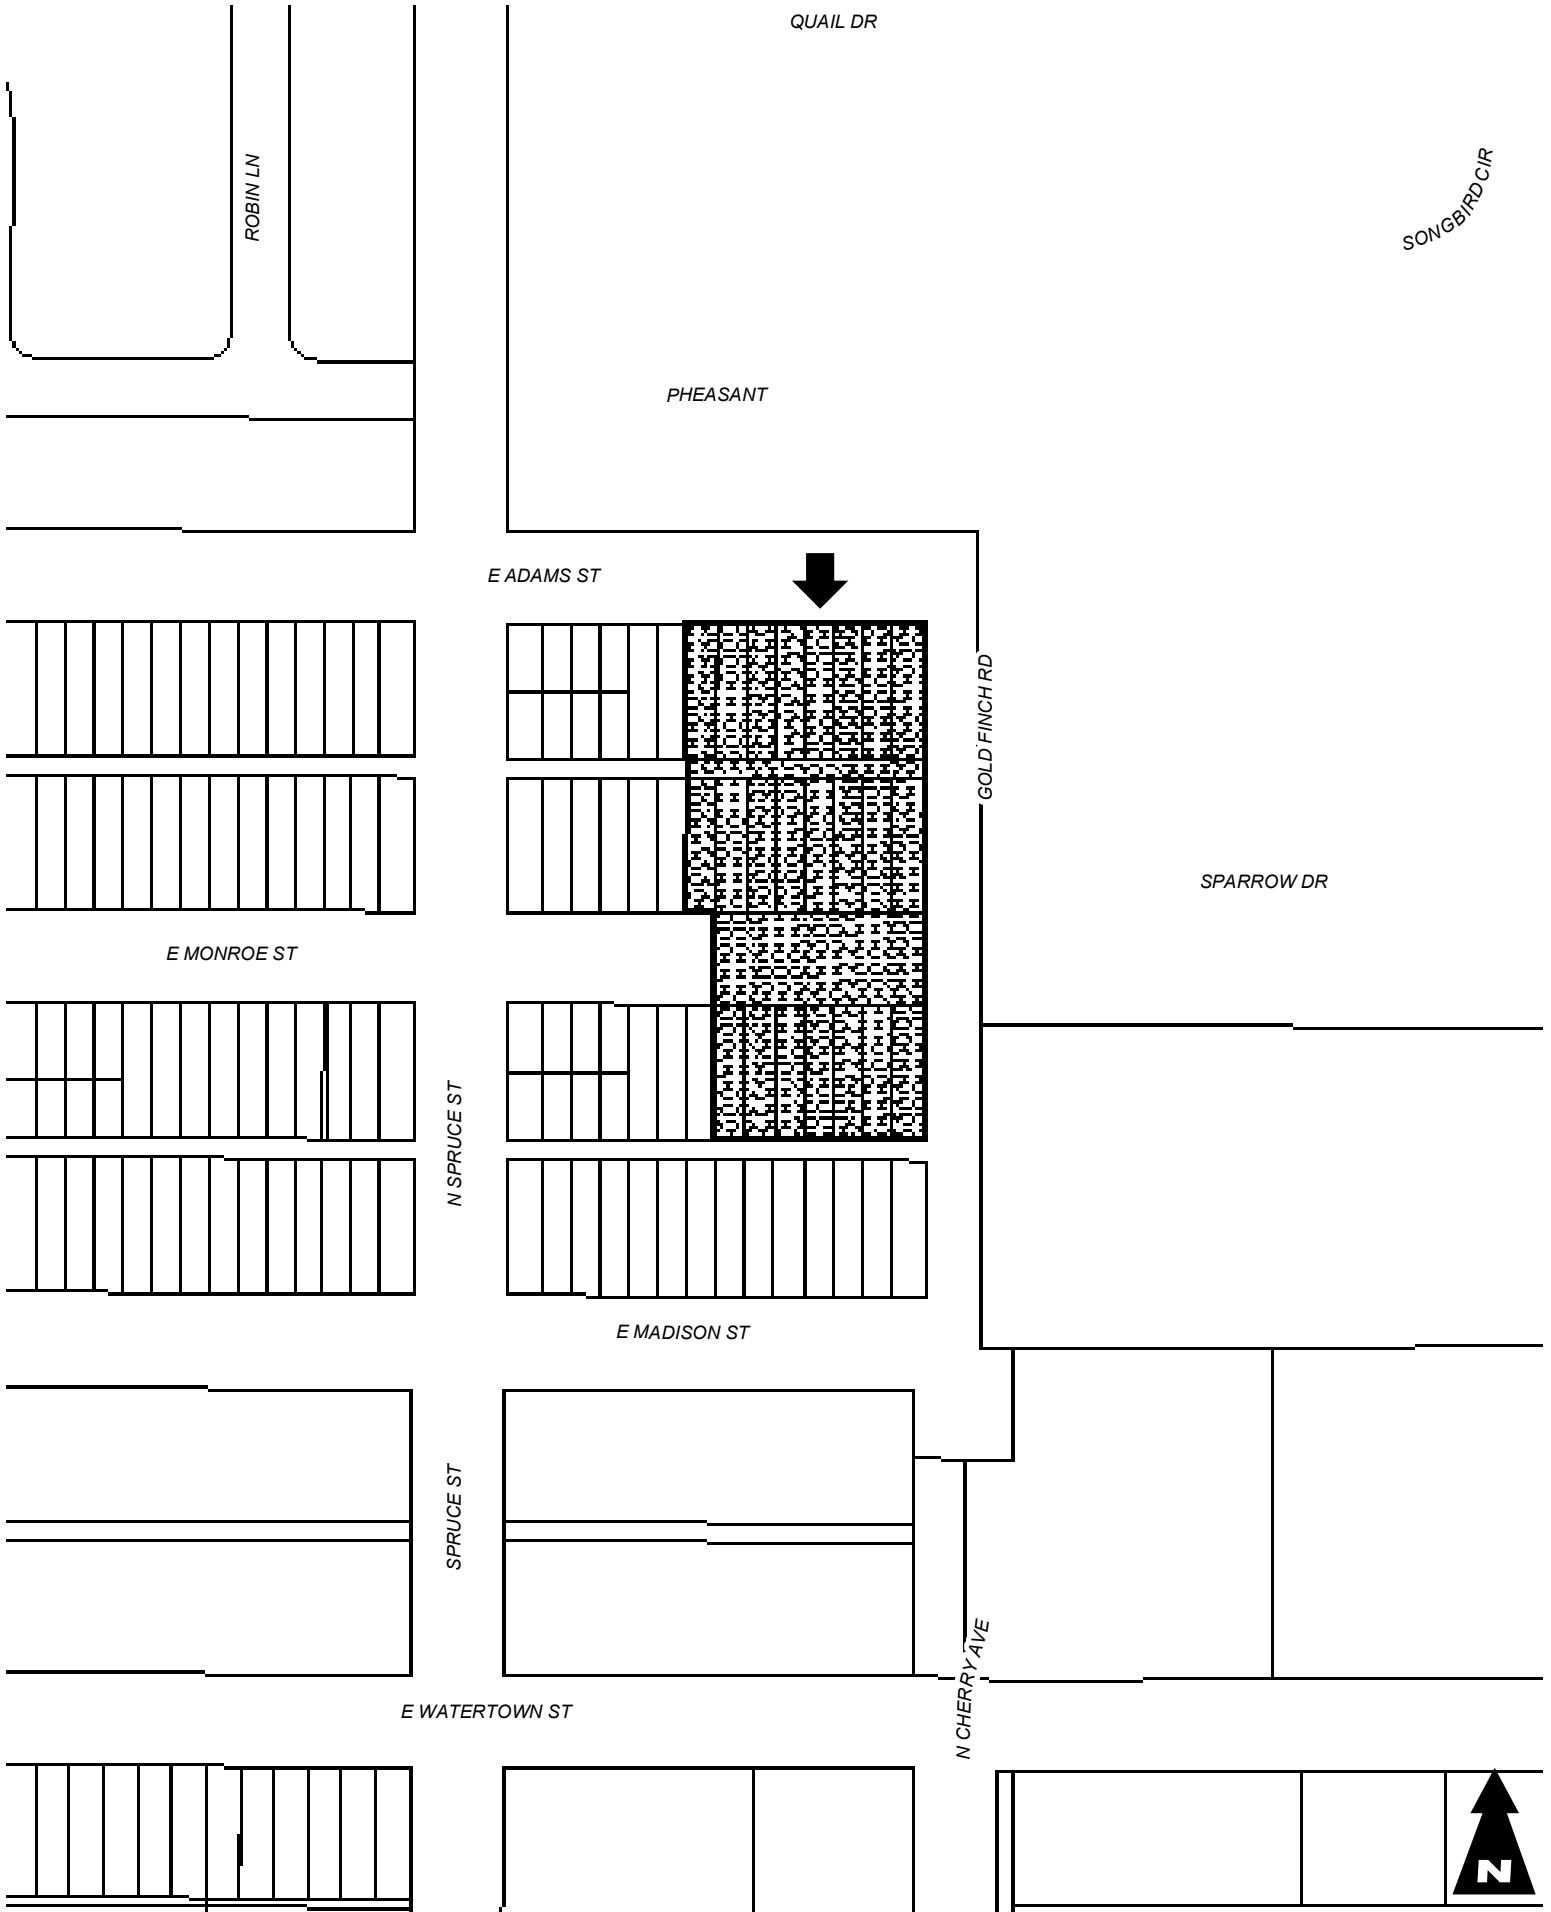 QUAIL DR
ROBIN LN
SONGBIRD CIR
PHEASANT
E ADAMS ST
GOLD FINCH RD
SPARROW DR
E MONROE ST
N SPRUCE ST
E MADISON ST
SPRUCE ST
N CHERRY AVE
E WATERTOWN ST
N